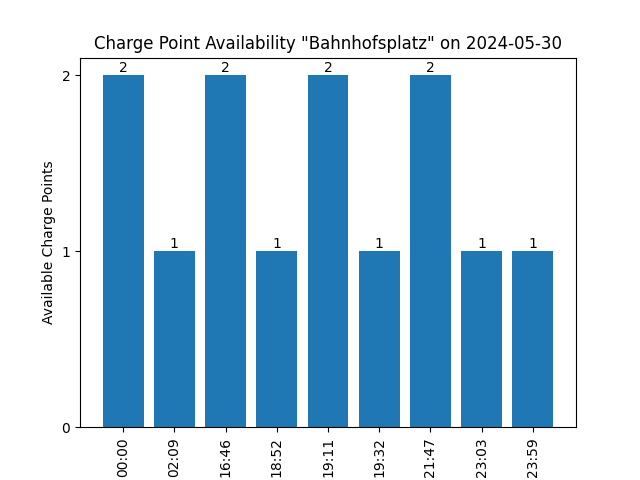 Charge Point Availability "Bahnhofsplatz" on 2024-05-30
2 2 2 2 2
1 1 1 1 1 1
0
Available Charge Points
00:00 02:09 16:46 18:52 19:11 19:32 21:47 23:03 23:59